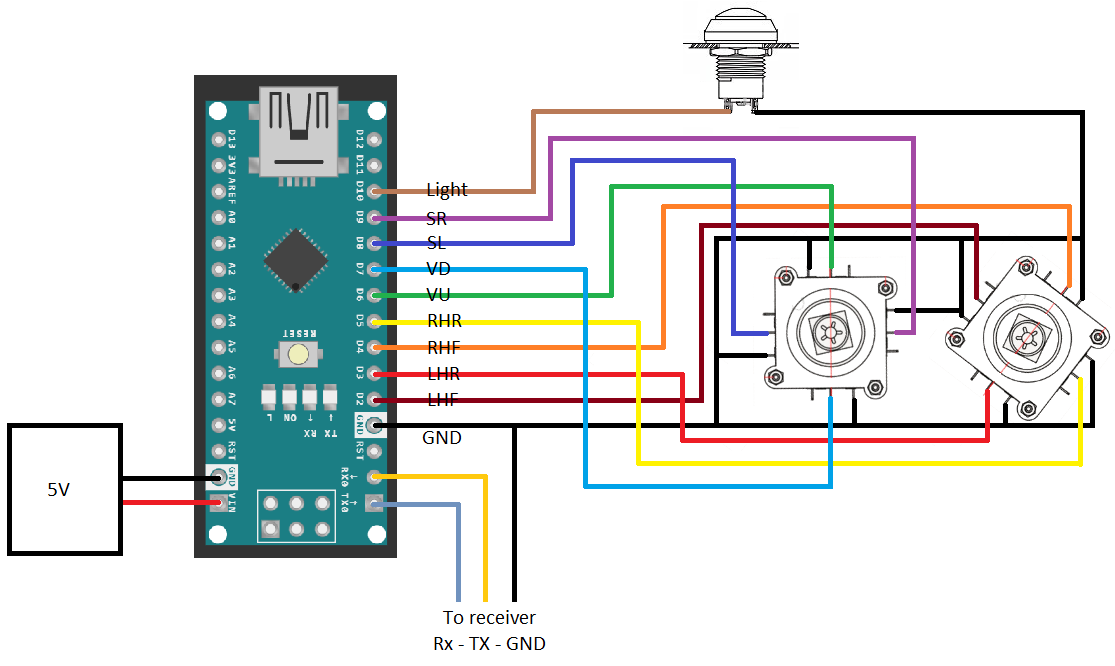 D13
3V3
AREF
A0
A1
A2
A3
A4
A5
A6
A7
5V
RST
GND
VIN
D12
D11
D10
D9
D8
D7
D6
D5
D4
D3
D2
GND
RST
RX0
TX0
RESET
L
ON
RX
TX
Light
SR
SL
VD
VU
RHR
RHF
LHR
LHF
GND
5V
To receiver
Rx - TX - GND